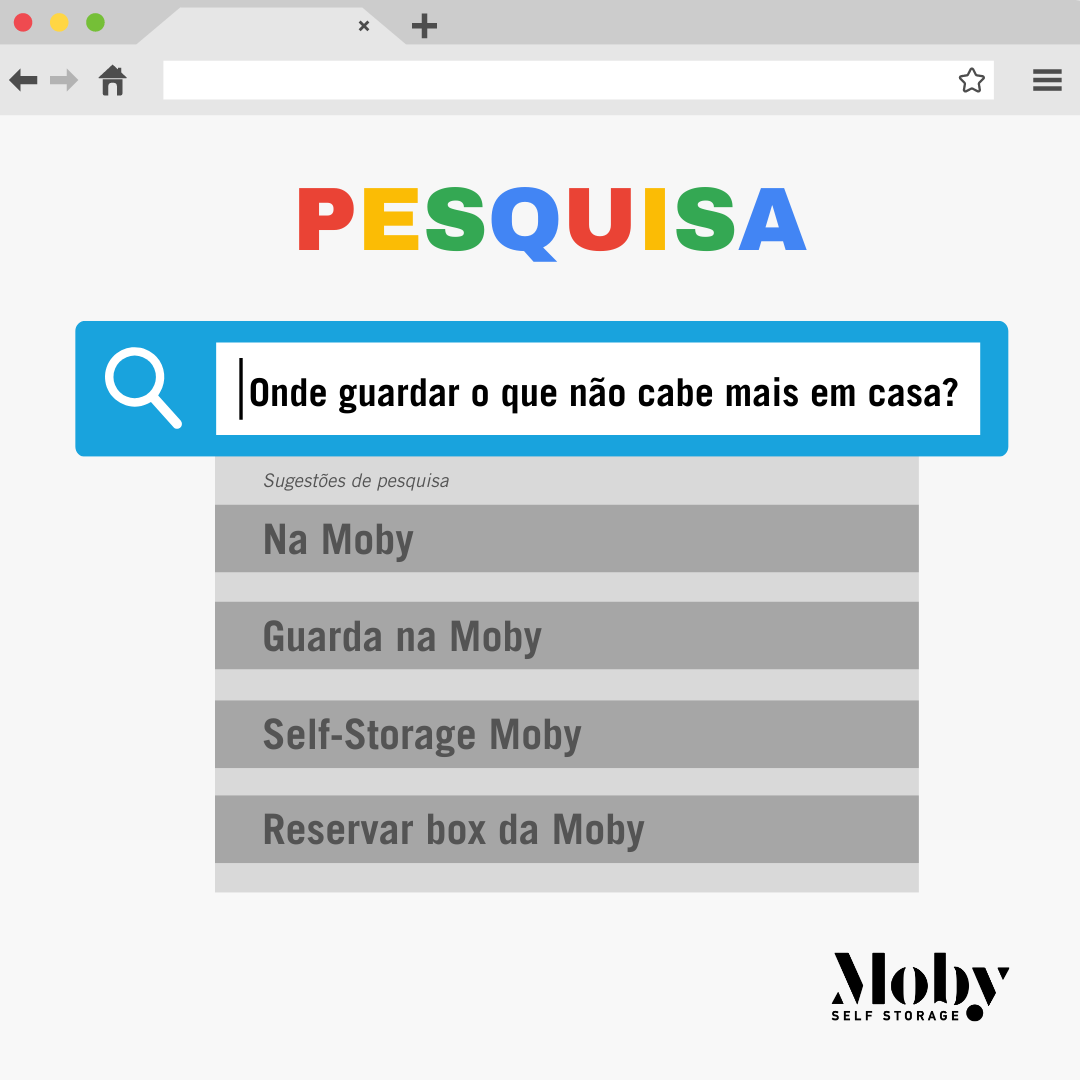 PESQUISA
Onde guardar o que não cabe mais em casa?
Sugestões de pesquisa
Na Moby
Guarda na Moby
Self-Storage Moby
Reservar box da Moby
Moby
SELF STORAGE